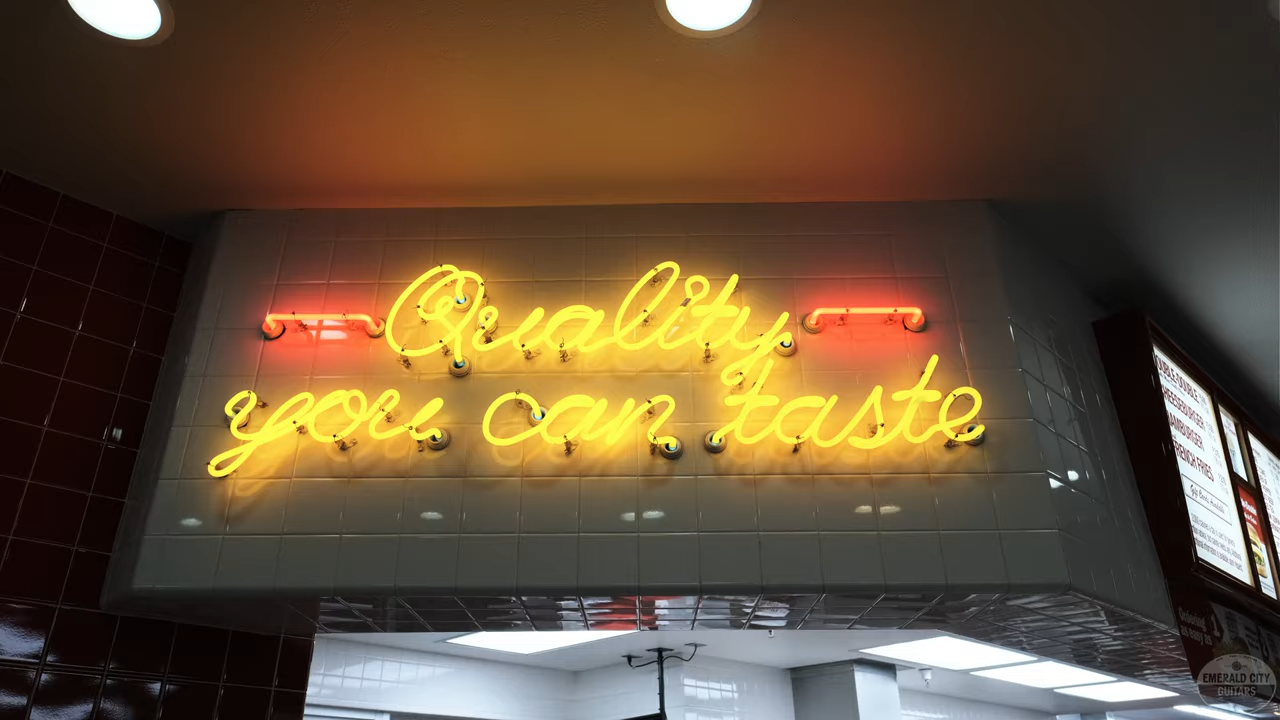 Quality
you can taste
DOUBLE-DOUBLE
CHEESEBURGER
HAMBURGER
FRENCH FRIES
EMERALD CITY
GUITARS